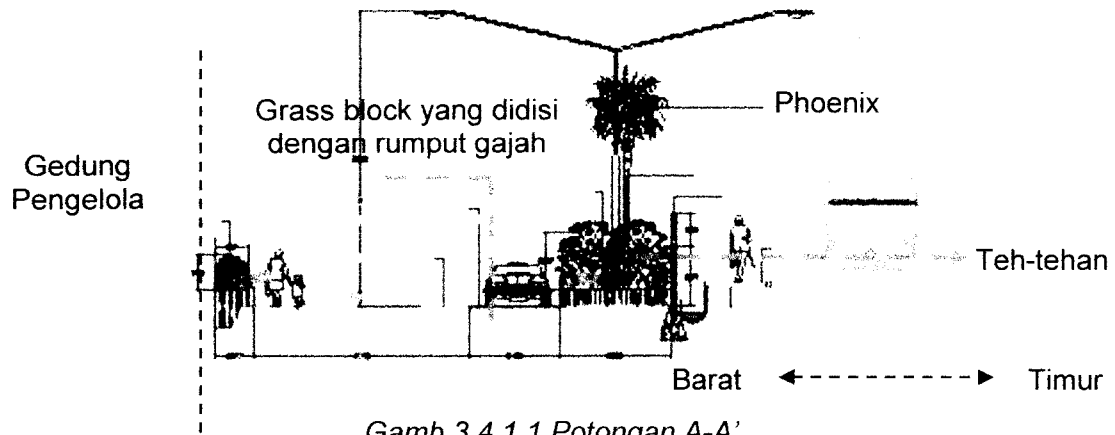 Grass block yang didisi
dengan rumput gajah
Phoenix
Gedung
Pengelola
Teh-tehan
Barat
Timur
Gamb 3.4.1.1 Potongan A-A'